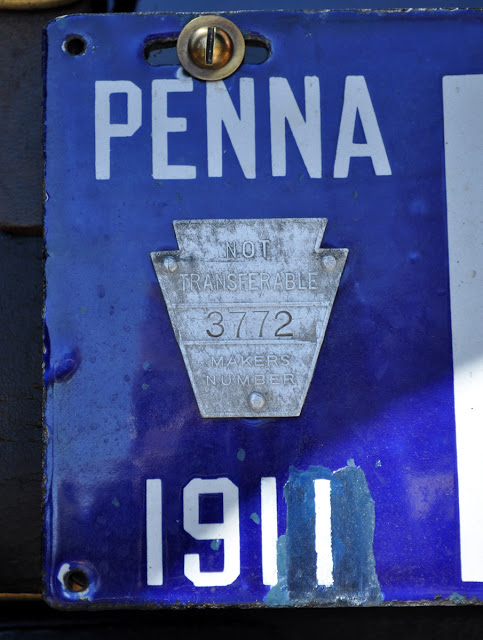 PENNA
NOT
TRANSFERABLE
3772
MAKERS
NUMBER
1911